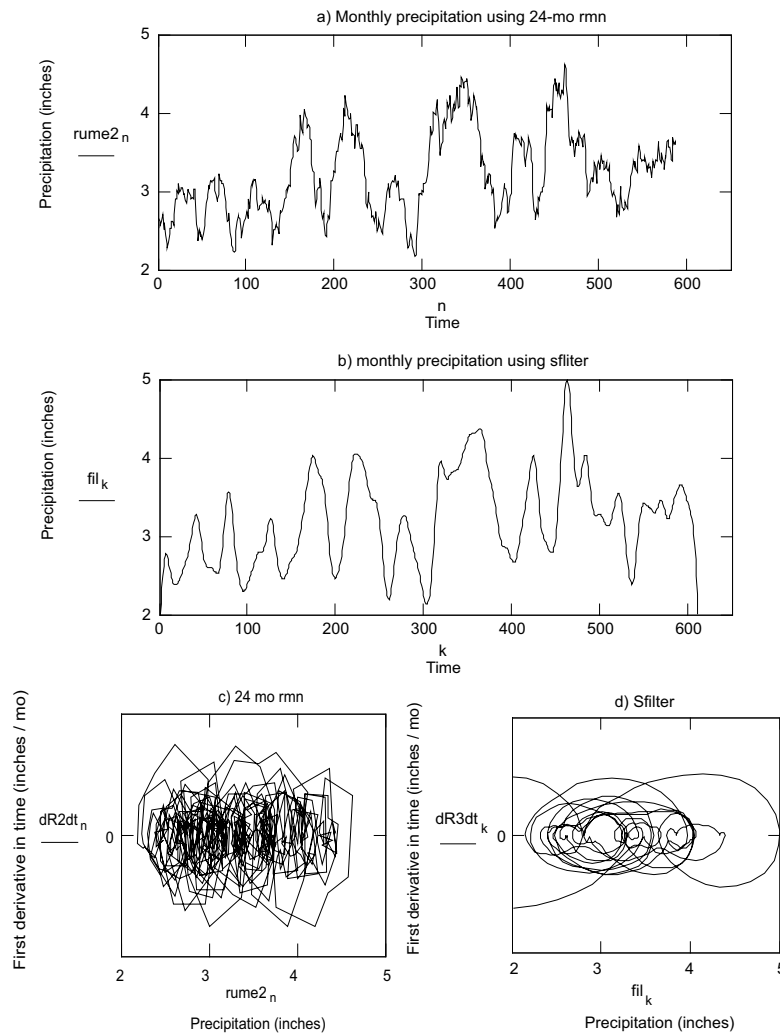 a) Monthly precipitation using 24-mo rmn
Precipitation (inches)
rume2n
5
4
3
2
0 100 200 300 400 500 600
n
Time
b) monthly precipitation using sfliter
Precipitation (inches)
filk
5
4
3
2
0 100 200 300 400 500 600
k
Time
c) 24 mo rmn
First derivative in time (inches / mo)
dR2dtn
0
2 3 4 5
rume2n
Precipitation (inches)
d) Sfilter
First derivative in time (inches / mo)
dR3dtk
0
2 3 4 5
filk
Precipitation (inches)